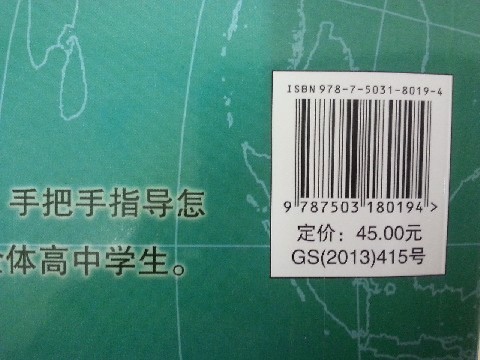 ISBN 978-7-5031-8019-4
9 787503 180194>
定价：45.00元
GS(2013)415号
手把手指导怎
全体高中学生。